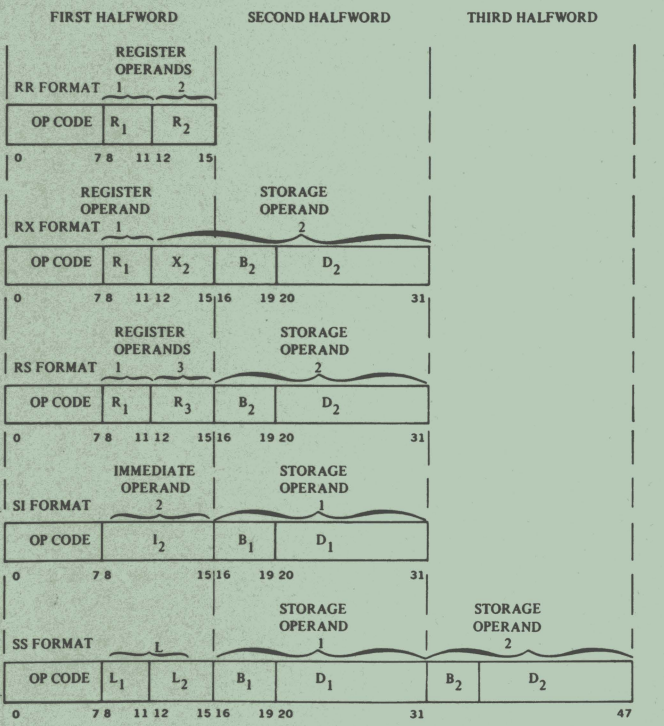 FIRST HALFWORD SECOND HALFWORD THIRD HALFWORD
REGISTER
OPERANDS
RR FORMAT 1 2
OP CODE R1 R2
0 7 8 11 12 15
REGISTER STORAGE
OPERAND OPERAND
RX FORMAT 1 2
OP CODE R1 X2 B2 D2
0 7 8 11 12 15 16 19 20 31
REGISTER STORAGE
OPERANDS OPERAND
RS FORMAT 1 3 2
OP CODE R1 R3 B2 D2
0 7 8 11 12 15 16 19 20 31
IMMEDIATE STORAGE
OPERAND OPERAND
SI FORMAT 2 1
OP CODE I2 B1 D1
0 7 8 15 16 19 20 31
STORAGE STORAGE
OPERAND OPERAND
SS FORMAT L 1 2
OP CODE L1 L2 B1 D1 B2 D2
0 7 8 11 12 15 16 19 20 31 47